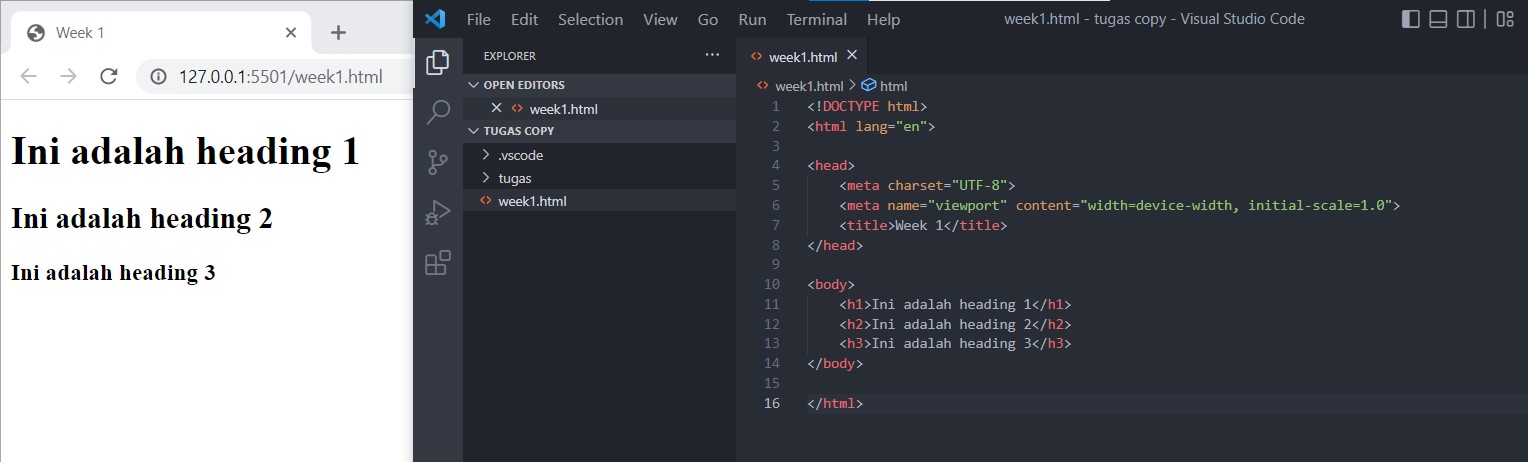 Week 1
127.0.0.1:5501/week1.html
Ini adalah heading 1
Ini adalah heading 2
Ini adalah heading 3
File Edit Selection View Go Run Terminal Help week1.html - tugas copy - Visual Studio Code
EXPLORER
OPEN EDITORS
week1.html
TUGAS COPY
.vscode
tugas
week1.html
week1.html
week1.html > html
1 <!DOCTYPE html>
2 <html lang="en">
3
4 <head>
5 <meta charset="UTF-8">
6 <meta name="viewport" content="width=device-width, initial-scale=1.0">
7 <title>Week 1</title>
8 </head>
9
10 <body>
11 <h1>Ini adalah heading 1</h1>
12 <h2>Ini adalah heading 2</h2>
13 <h3>Ini adalah heading 3</h3>
14 </body>
15
16 </html>